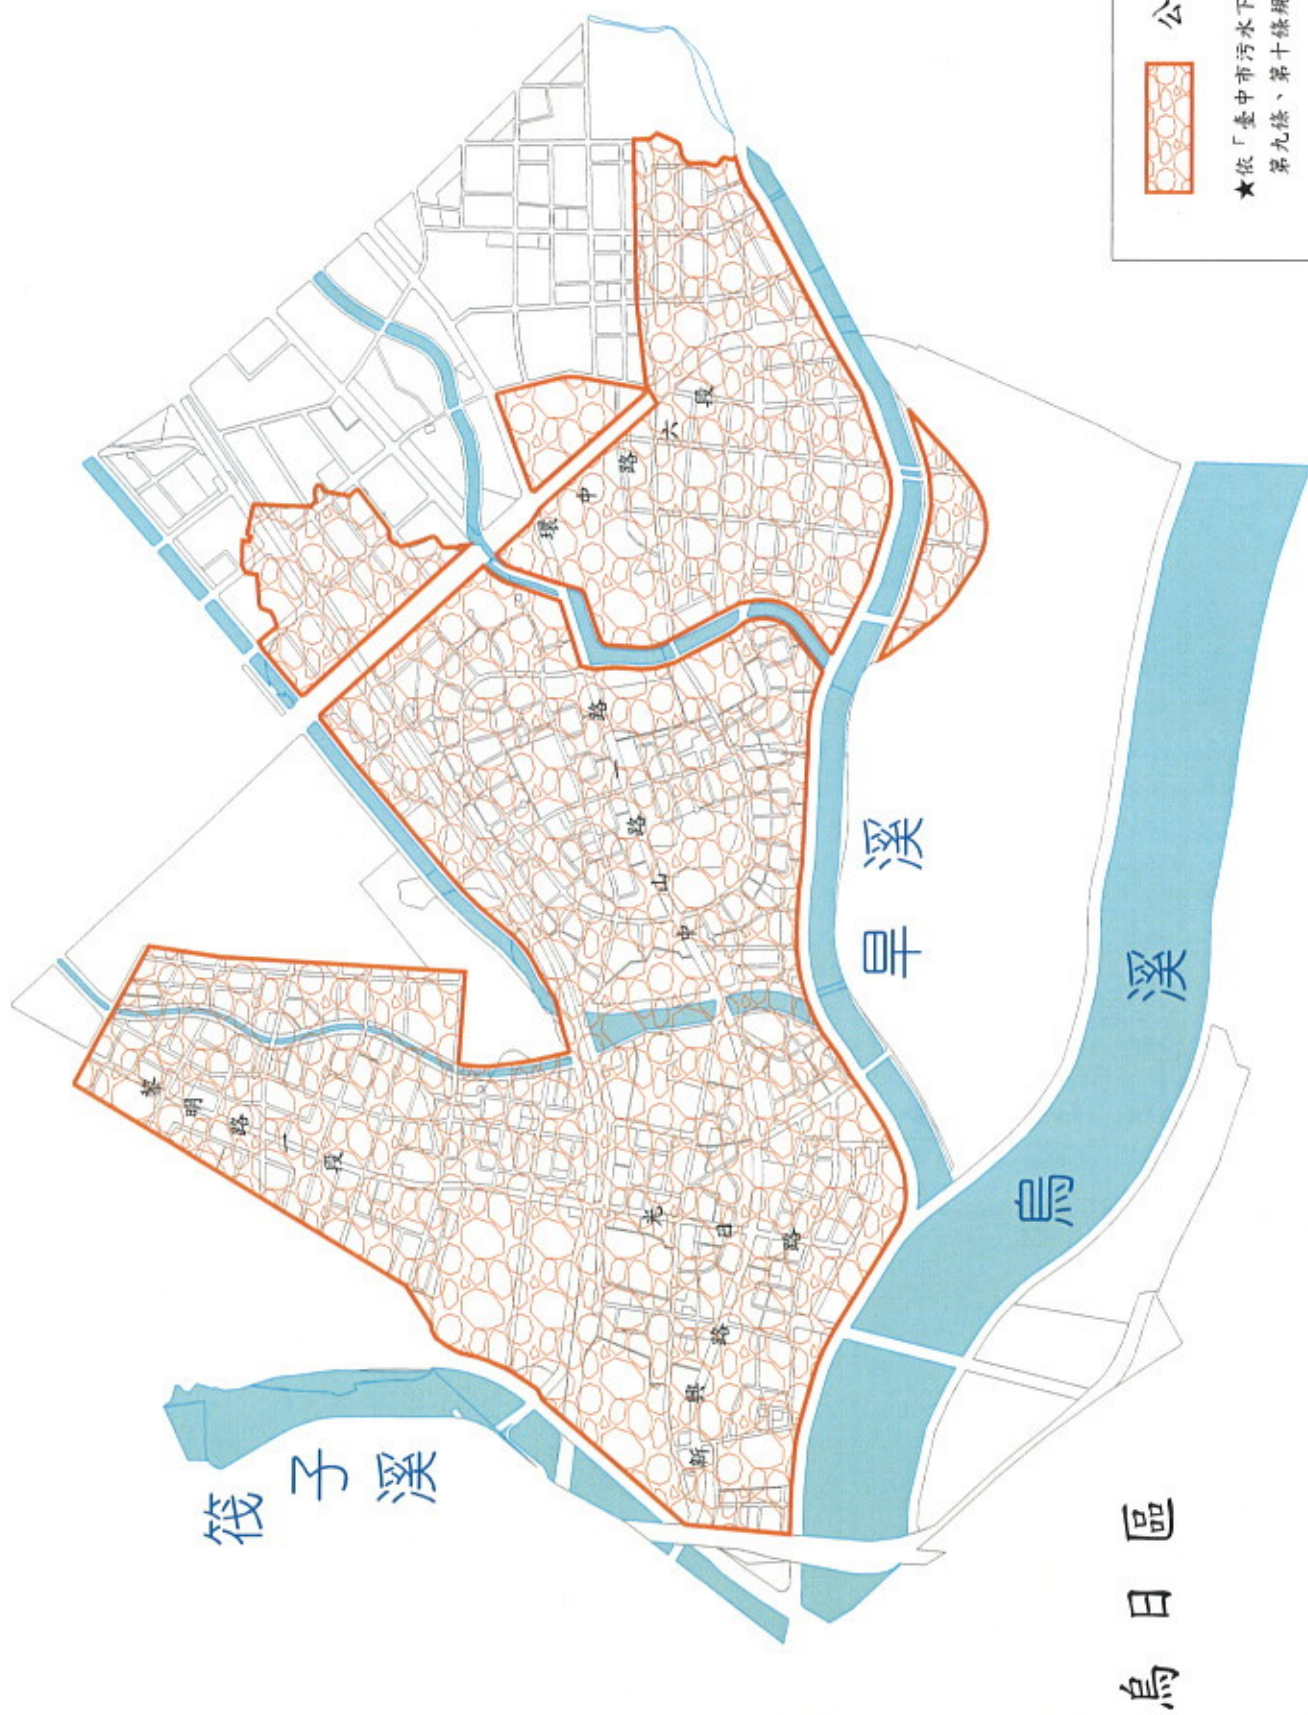 筏子溪
黎明路一段
環中路六段
中山路一路
光日路
新興路
旱溪
烏溪
烏日區
公
★依「臺中市污水下
第九條、第十條規